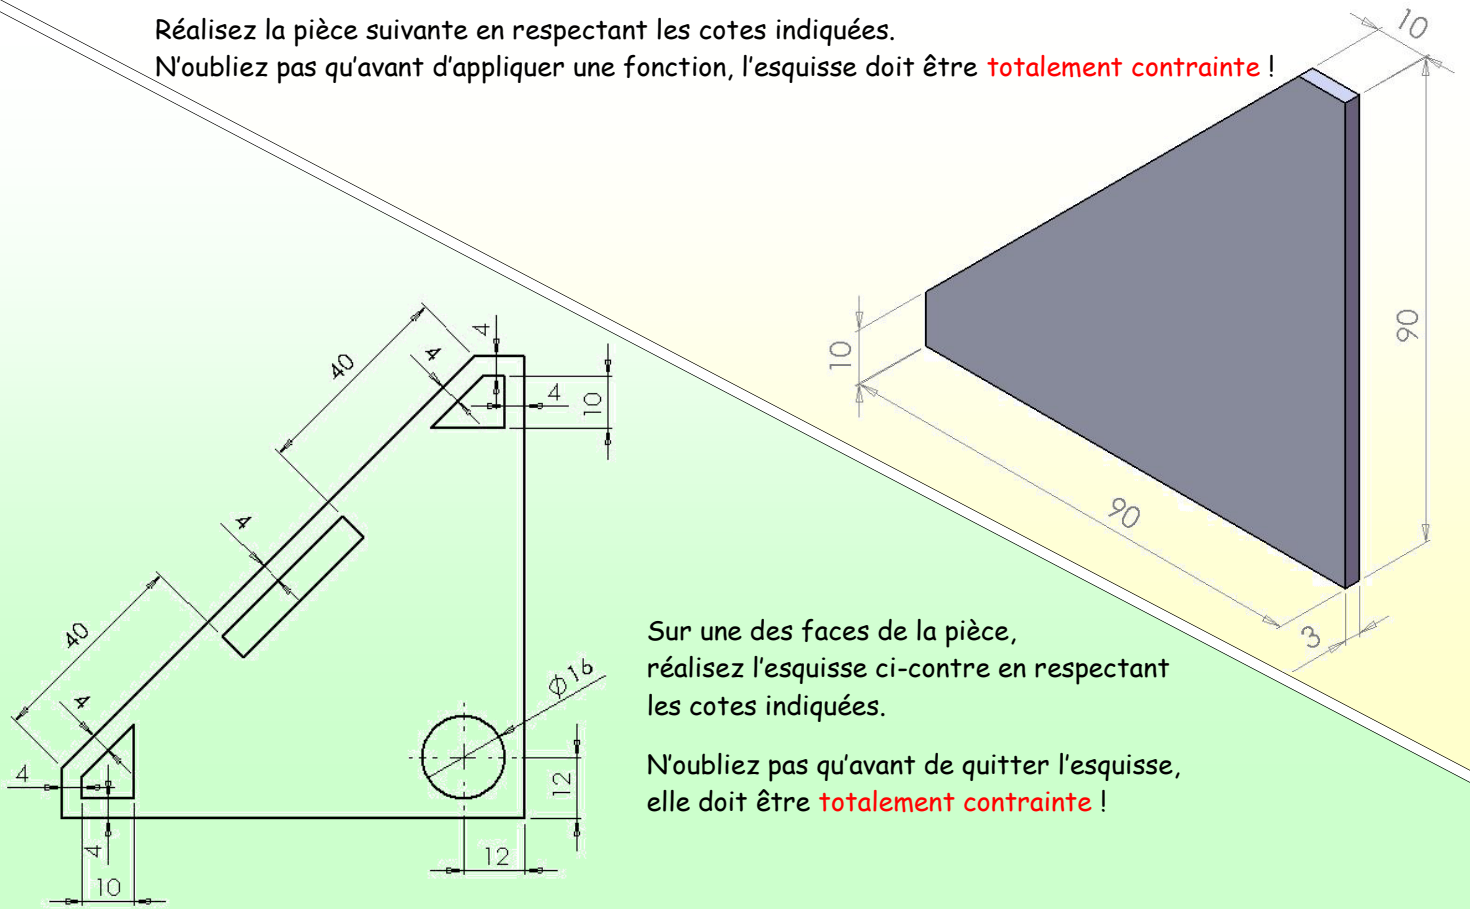 Réalisez la pièce suivante en respectant les cotes indiquées.
N'oubliez pas qu'avant d'appliquer une fonction, l'esquisse doit être totalement contrainte !
10
90
10
90
3
40
4
4
4
10
4
40
4
4
4
10
Ø16
12
12
Sur une des faces de la pièce,
réalisez l'esquisse ci-contre en respectant
les cotes indiquées.
N'oubliez pas qu'avant de quitter l'esquisse,
elle doit être totalement contrainte !